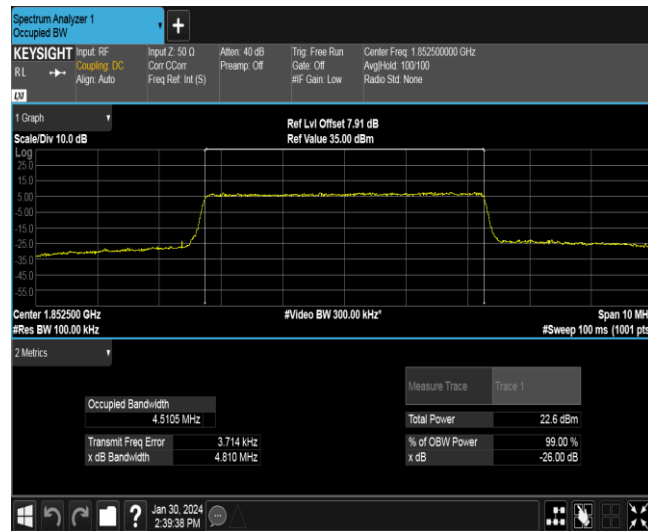 Spectrum Analyzer 1
Occupied BW
+
KEYSIGHT
RL
LXI
Input: RF
Coupling: DC
Align: Auto
Input Z: 50 Ω
Corr CCorr
Freq Ref: Int (S)
Atten: 40 dB
Preamp: Off
Trig: Free Run
Gate: Off
#IF Gain: Low
Center Freq: 1.852500000 GHz
Avg|Hold: 100/100
Radio Std: None
1 Graph
Scale/Div 10.0 dB
Ref Lvl Offset 7.91 dB
Ref Value 35.00 dBm
Log
25.0
15.0
5.00
-5.00
-15.0
-25.0
-35.0
-45.0
-55.0
Center 1.852500 GHz
#Res BW 100.00 kHz
#Video BW 300.00 kHz*
Span 10 MH
#Sweep 100 ms (1001 pts
2 Metrics
Measure Trace Trace 1
Occupied Bandwidth
4.5105 MHz
Total Power 22.6 dBm
Transmit Freq Error 3.714 kHz
% of OBW Power 99.00 %
x dB Bandwidth 4.810 MHz
x dB -26.00 dB
?
Jan 30, 2024
2:39:38 PM